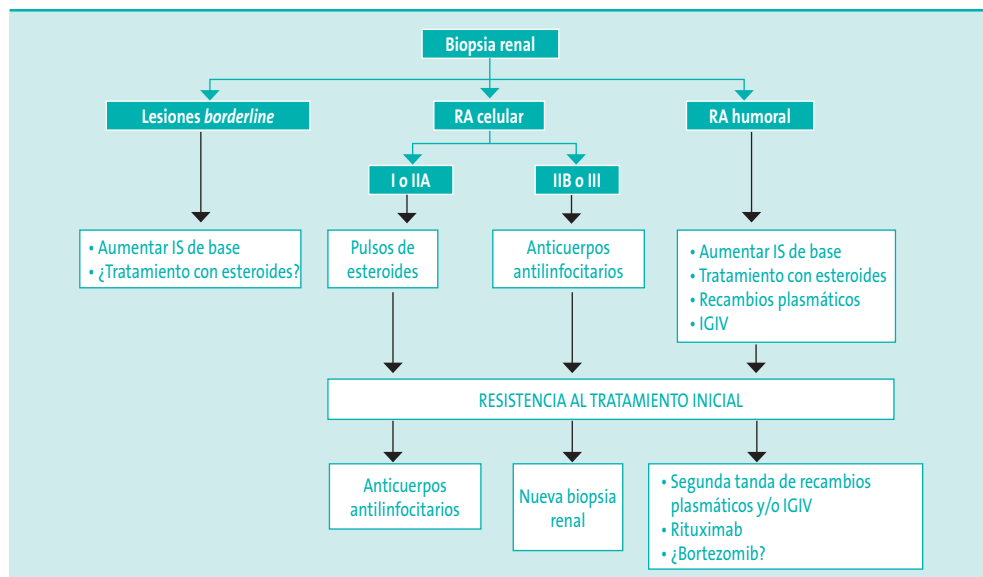 Biopsia renal
Lesiones borderline
RA celular
RA humoral
I o IIA
IIB o III
• Aumentar IS de base
• ¿Tratamiento con esteroides?
Pulsos de
esteroides
Anticuerpos
antilinfocitarios
• Aumentar IS de base
• Tratamiento con esteroides
• Recambios plasmáticos
• IGIV
RESISTENCIA AL TRATAMIENTO INICIAL
Anticuerpos
antilinfocitarios
Nueva biopsia
renal
• Segunda tanda de recambios
plasmáticos y/o IGIV
• Rituximab
• ¿Bortezomib?